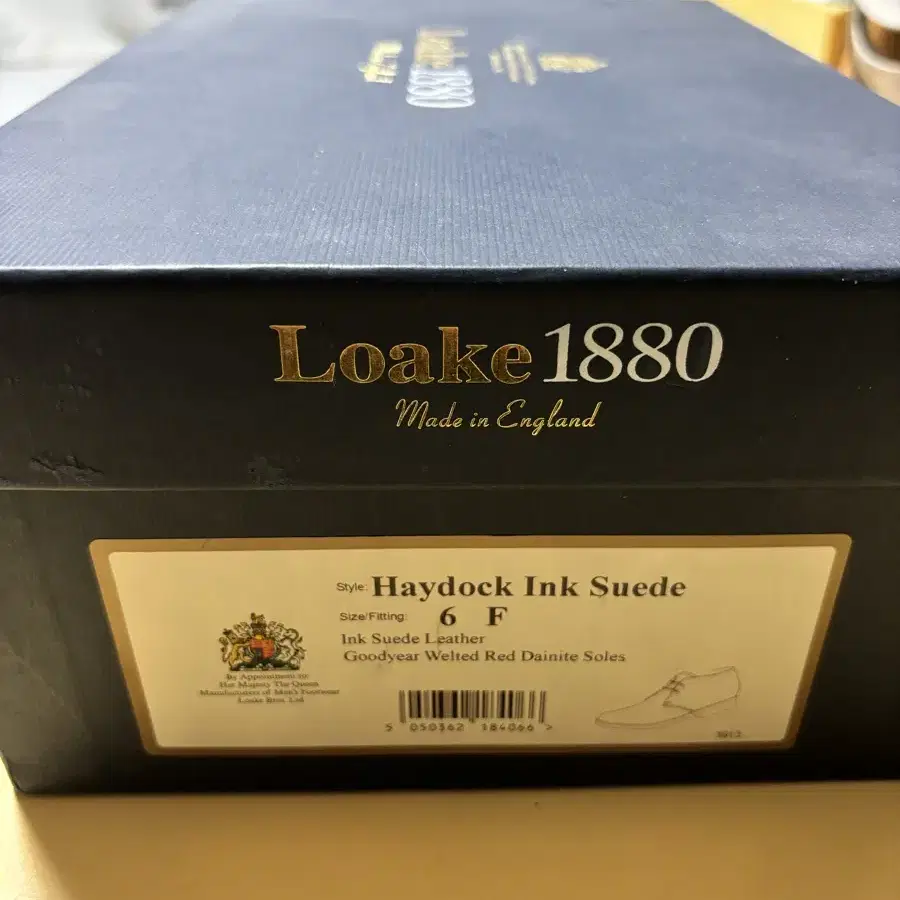 Loake 1880
Made in England
Style: Haydock Ink Suede
Size/Fitting: 6 F
Ink Suede Leather
Goodyear Welted Red Dainite Soles
By Appointment to
Her Majesty The Queen
Manufacturers of Men's Footwear
Loake Bros. Ltd
5 050362 184066 >